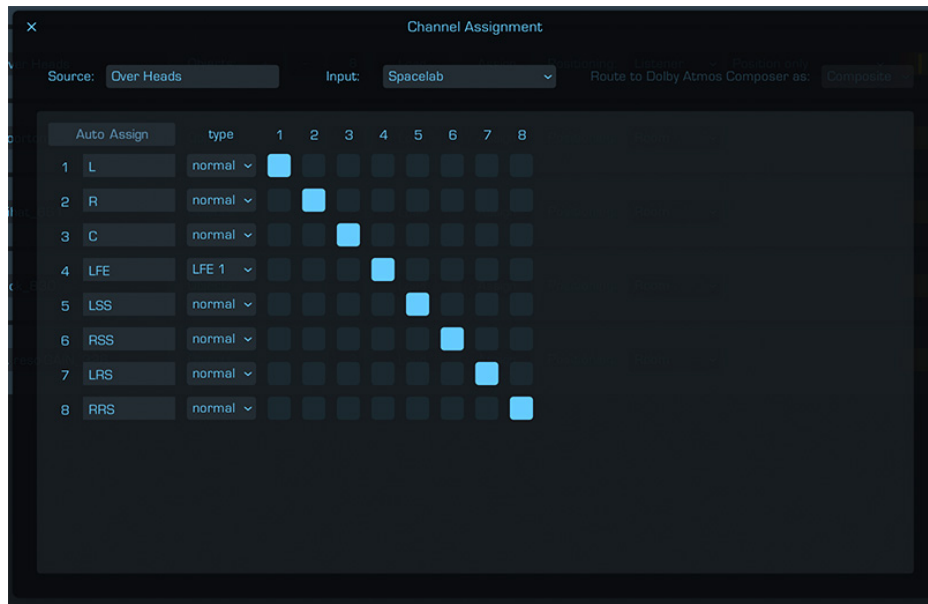 × Channel Assignment
Source: Over Heads Input: Spacelab Route to Dolby Atmos Composer as: Composite
Auto Assign type 1 2 3 4 5 6 7 8
1 L normal
2 R normal
3 C normal
4 LFE LFE 1
5 LSS normal
6 RSS normal
7 LRS normal
8 RRS normal